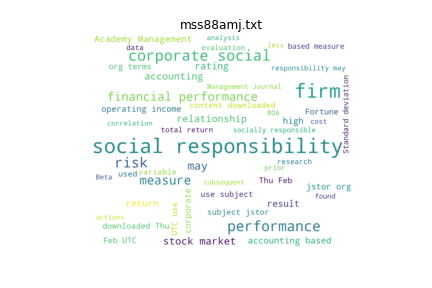 mss88amj.txt
Academy Management
analysis
data
evaluation
less
based measure
corporate social
org terms
rating
responsibility may
accounting
Management Journal
firm
financial performance
content downloaded
operating income
relationship
ROA
Fortune
correlation
high
cost
total return
socially responsible
Standard deviation
social responsibility
risk
may
research
Beta
used
variable
prior
measure
subsequent
Thu Feb
jstor org
return
UTC use
corporate
use subject
found
result
actions
subject jstor
downloaded Thu
performance
Feb UTC
stock market
accounting based